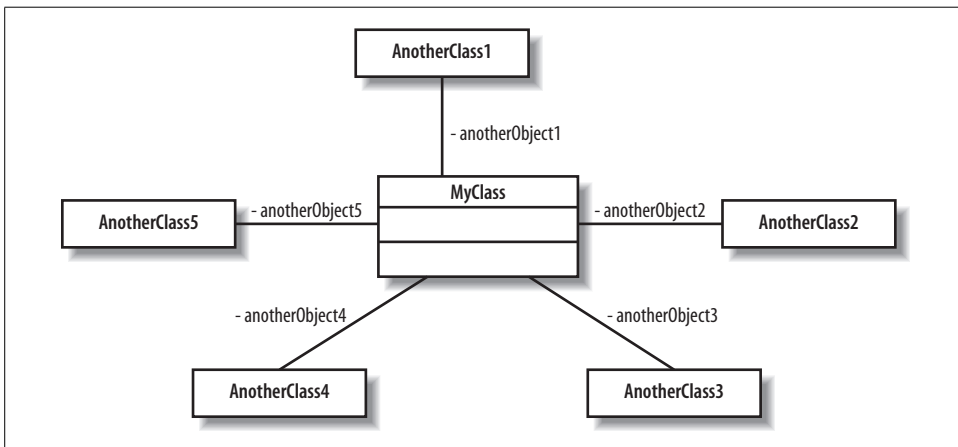 AnotherClass1
- anotherObject1
MyClass
AnotherClass5
- anotherObject5
- anotherObject2
AnotherClass2
- anotherObject4
- anotherObject3
AnotherClass4
AnotherClass3